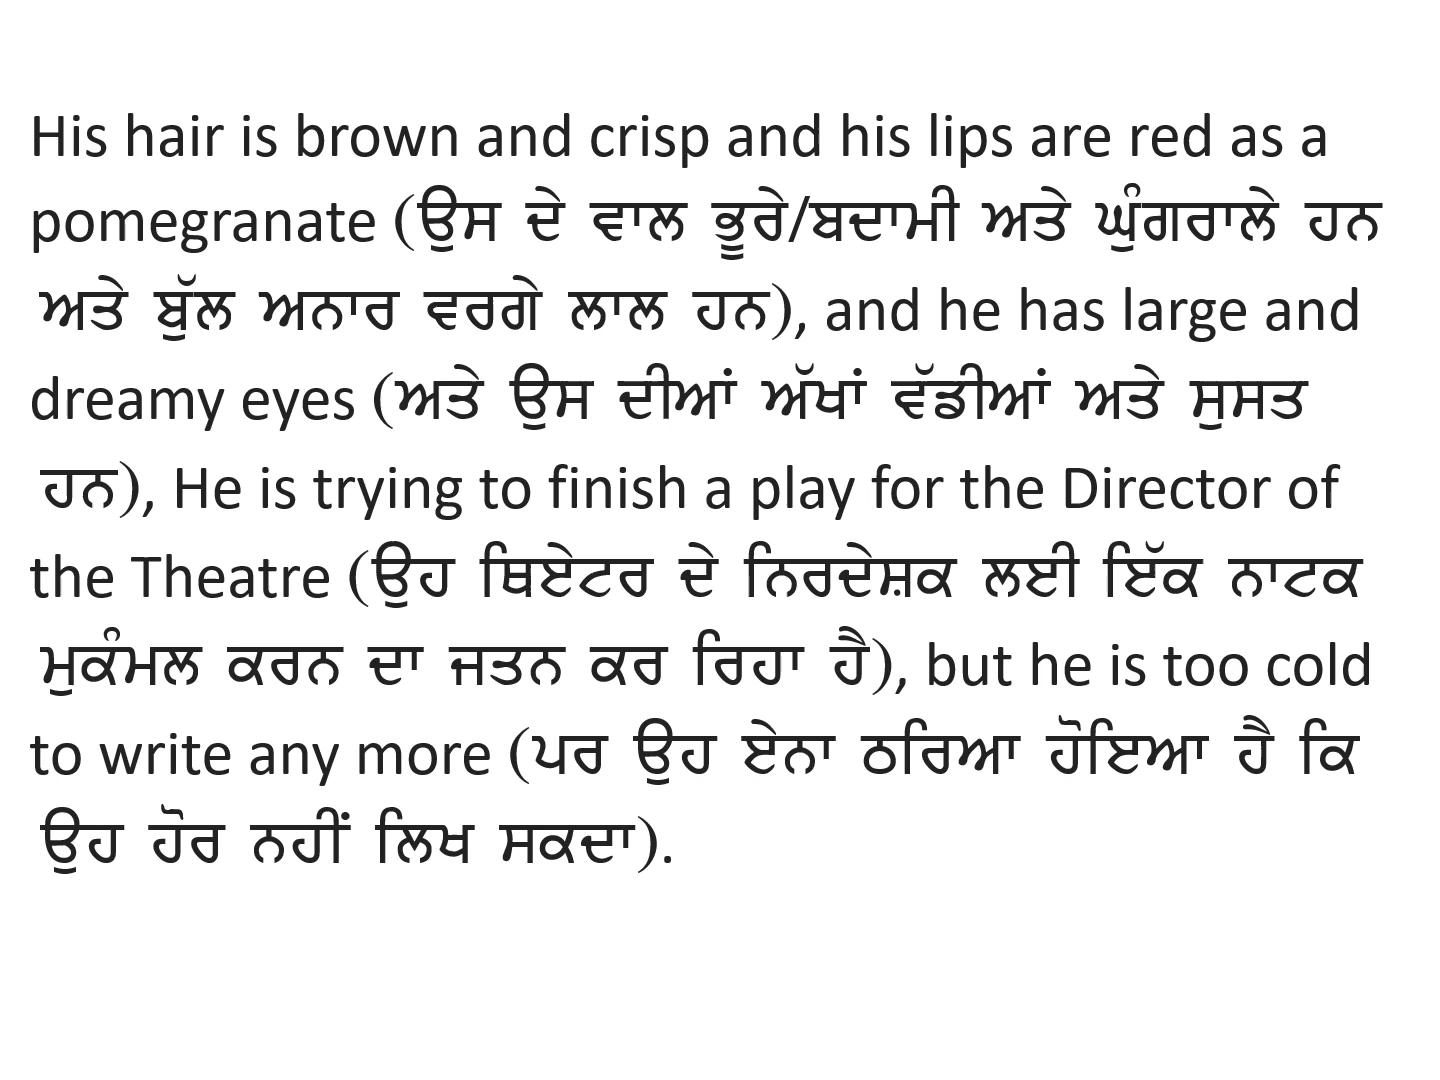 His hair is brown and crisp and his lips are red as a
pomegranate (ਉਸ ਦੇ ਵਾਲ ਭੂਰੇ/ਬਦਾਮੀ ਅਤੇ ਘੁੰਗਰਾਲੇ ਹਨ
ਅਤੇ ਬੁੱਲ ਅਨਾਰ ਵਰਗੇ ਲਾਲ ਹਨ), and he has large and
dreamy eyes (ਅਤੇ ਉਸ ਦੀਆਂ ਅੱਖਾਂ ਵੱਡੀਆਂ ਅਤੇ ਸੁਸਤ
ਹਨ), He is trying to finish a play for the Director of
the Theatre (ਉਹ ਥਿਏਟਰ ਦੇ ਨਿਰਦੇਸ਼ਕ ਲਈ ਇੱਕ ਨਾਟਕ
ਮੁਕੰਮਲ ਕਰਨ ਦਾ ਜਤਨ ਕਰ ਰਿਹਾ ਹੈ), but he is too cold
to write any more (ਪਰ ਉਹ ਏਨਾ ਠਰਿਆ ਹੋਇਆ ਹੈ ਕਿ
ਉਹ ਹੋਰ ਨਹੀਂ ਲਿਖ ਸਕਦਾ).